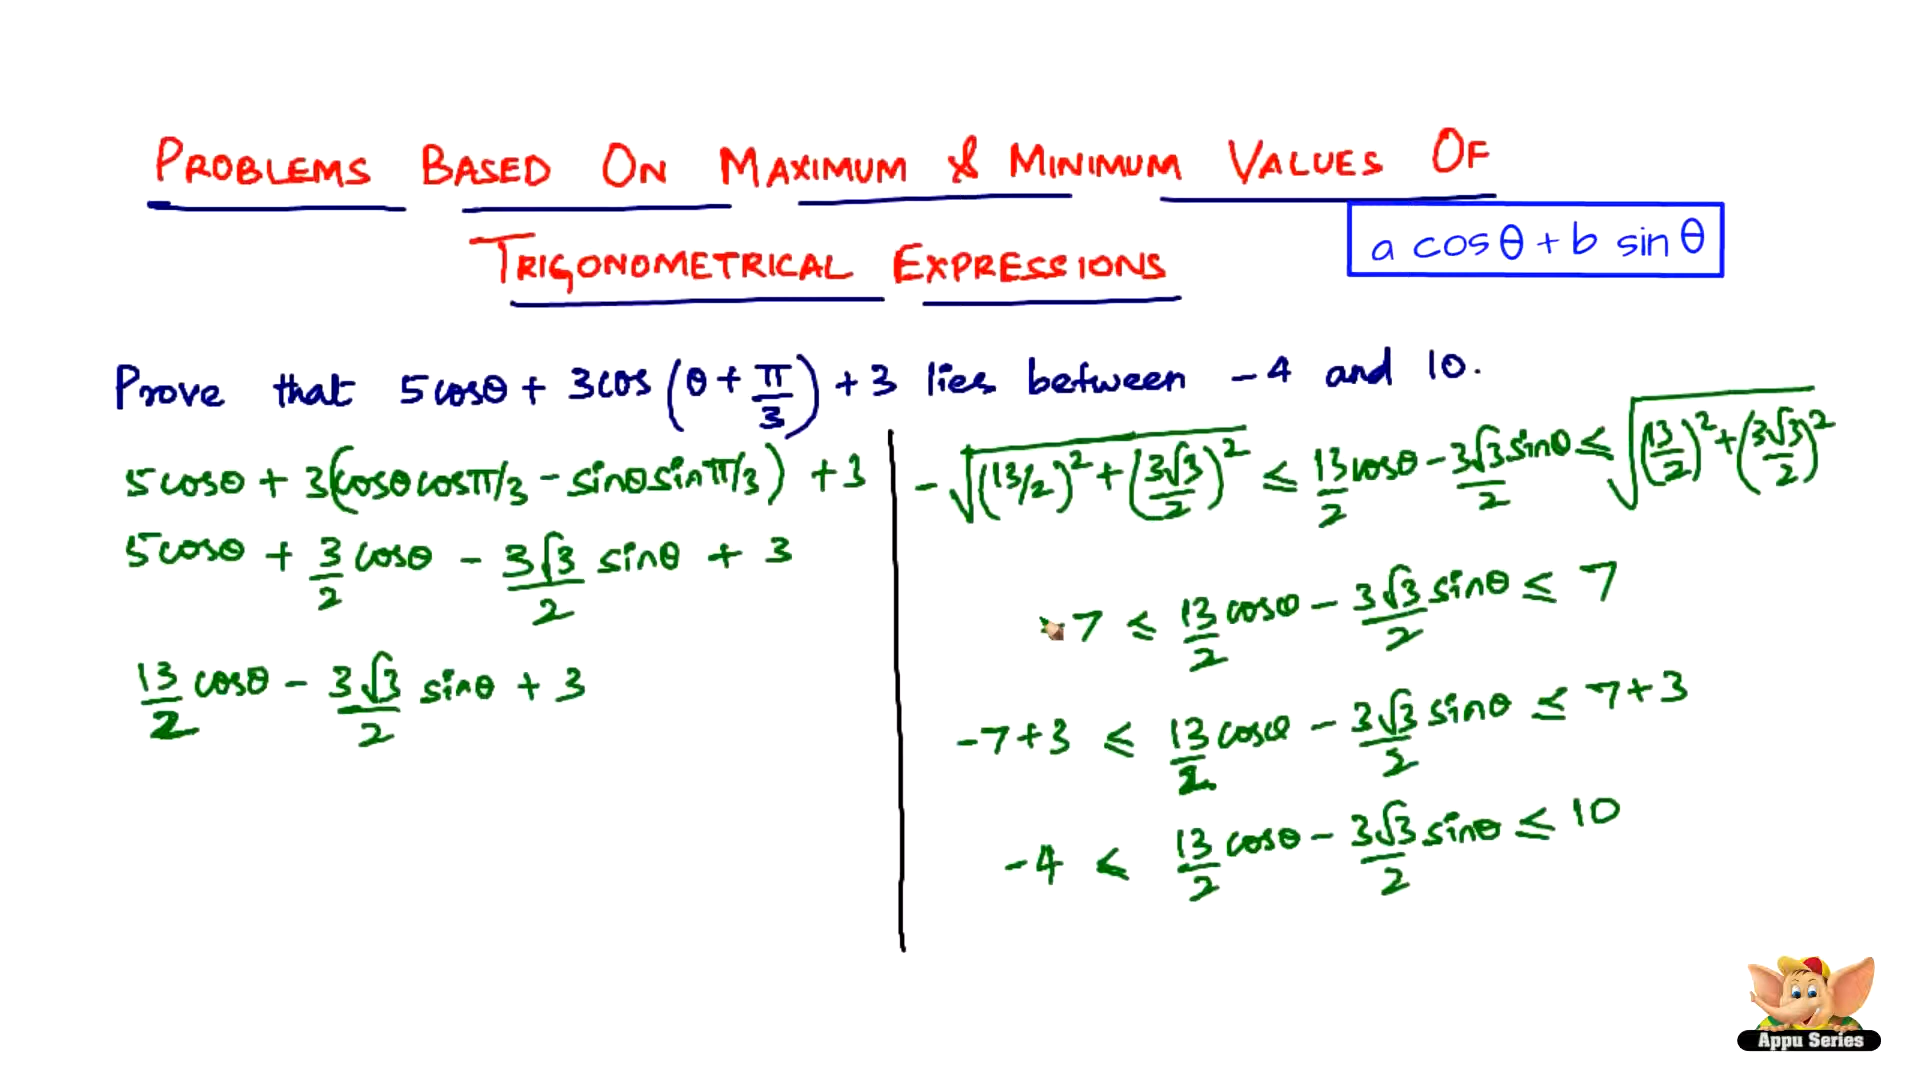 PROBLEMS BASED ON MAXIMUM & MINIMUM VALUES OF
TRIGONOMETRICAL EXPRESSIONS
a cosθ + b sinθ
Prove that 5cosθ + 3cos(θ + π/3) + 3 lies between -4 and 10.
5cosθ + 3(cosθcosπ/3 - sinθsinπ/3) + 3
5cosθ + 3/2 cosθ - 3√3/2 sinθ + 3
13/2 cosθ - 3√3/2 sinθ + 3
-√((13/2)² + (3√3/2)²) ≤ 13/2 cosθ - 3√3/2 sinθ ≤ √((13/2)² + (3√3/2)²)
7 ≤ 13/2 cosθ - 3√3/2 sinθ ≤ 7
-7+3 ≤ 13/2 cosθ - 3√3/2 sinθ ≤ 7+3
-4 ≤ 13/2 cosθ - 3√3/2 sinθ ≤ 10
Appu Series